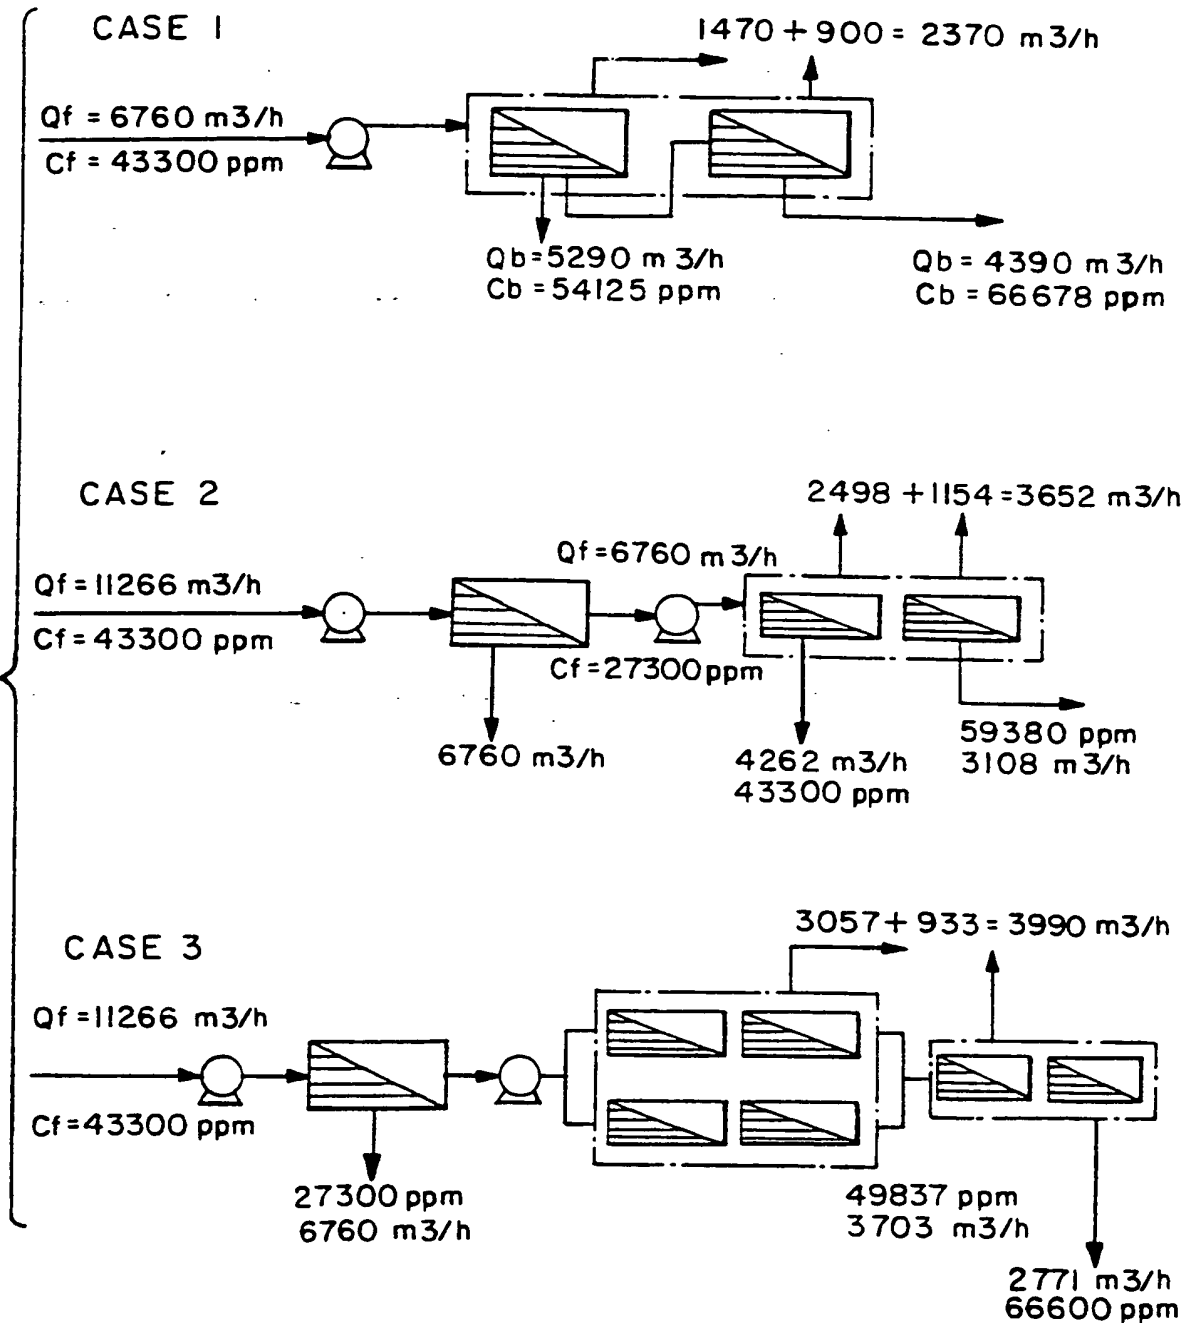 CASE 1
1470 + 900 = 2370 m3/h
Qf = 6760 m3/h
Cf = 43300 ppm
Qb = 5290 m3/h
Cb = 54125 ppm
Qb = 4390 m3/h
Cb = 66678 ppm
CASE 2
2498 + 1154 = 3652 m3/h
Qf = 6760 m3/h
Qf = 11266 m3/h
Cf = 43300 ppm
Cf = 27300 ppm
6760 m3/h
4262 m3/h
43300 ppm
59380 ppm
3108 m3/h
CASE 3
3057 + 933 = 3990 m3/h
Qf = 11266 m3/h
Cf = 43300 ppm
27300 ppm
6760 m3/h
49837 ppm
3703 m3/h
2771 m3/h
66600 ppm